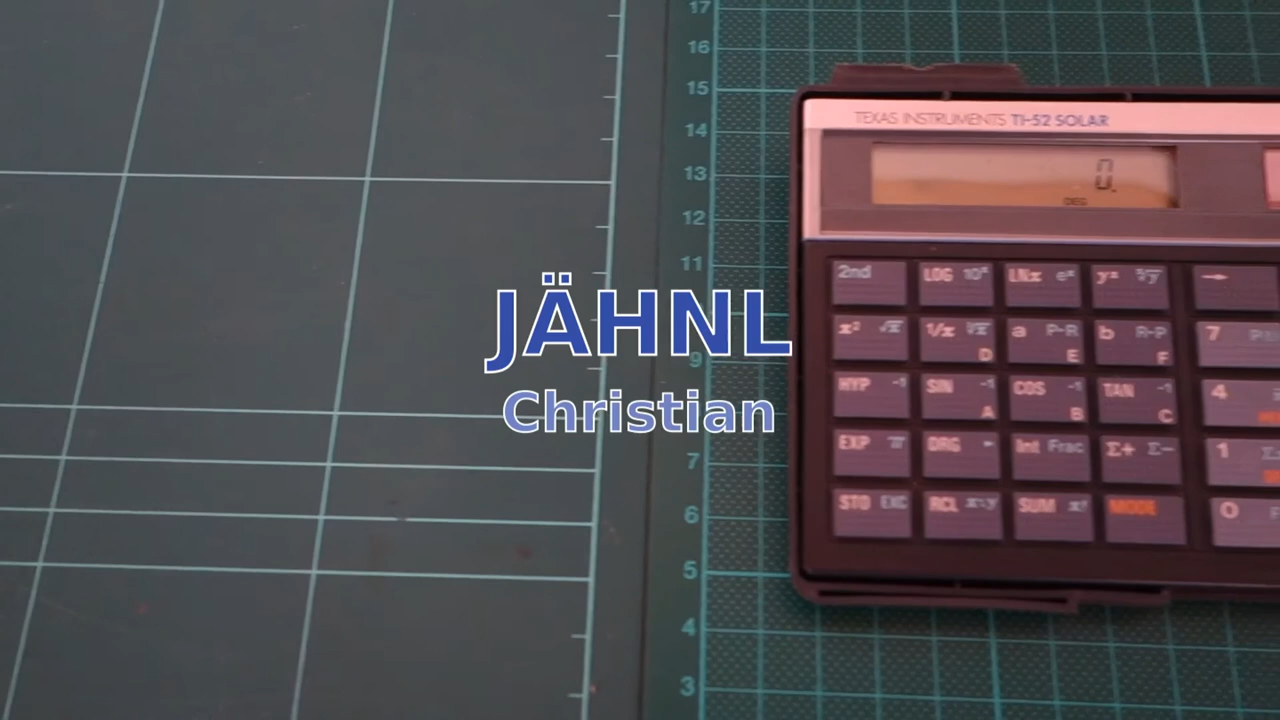 17
16
15
14
13
12
11
9
7
6
5
4
3
JÄHNL
Christian
TEXAS INSTRUMENTS TI-52 SOLAR
0.
DEG
2nd LOG 10ˣ LNx eˣ yˣ ˣ√y →
x² √x 1/x ³√x D a P-R E b R-P F 7
HYP -1 SIN -1 A COS -1 B TAN -1 C 4
EXP π DRG Int Frac Σ+ Σ- 1
STO EXC RCL x:y SUM x! MODE 0